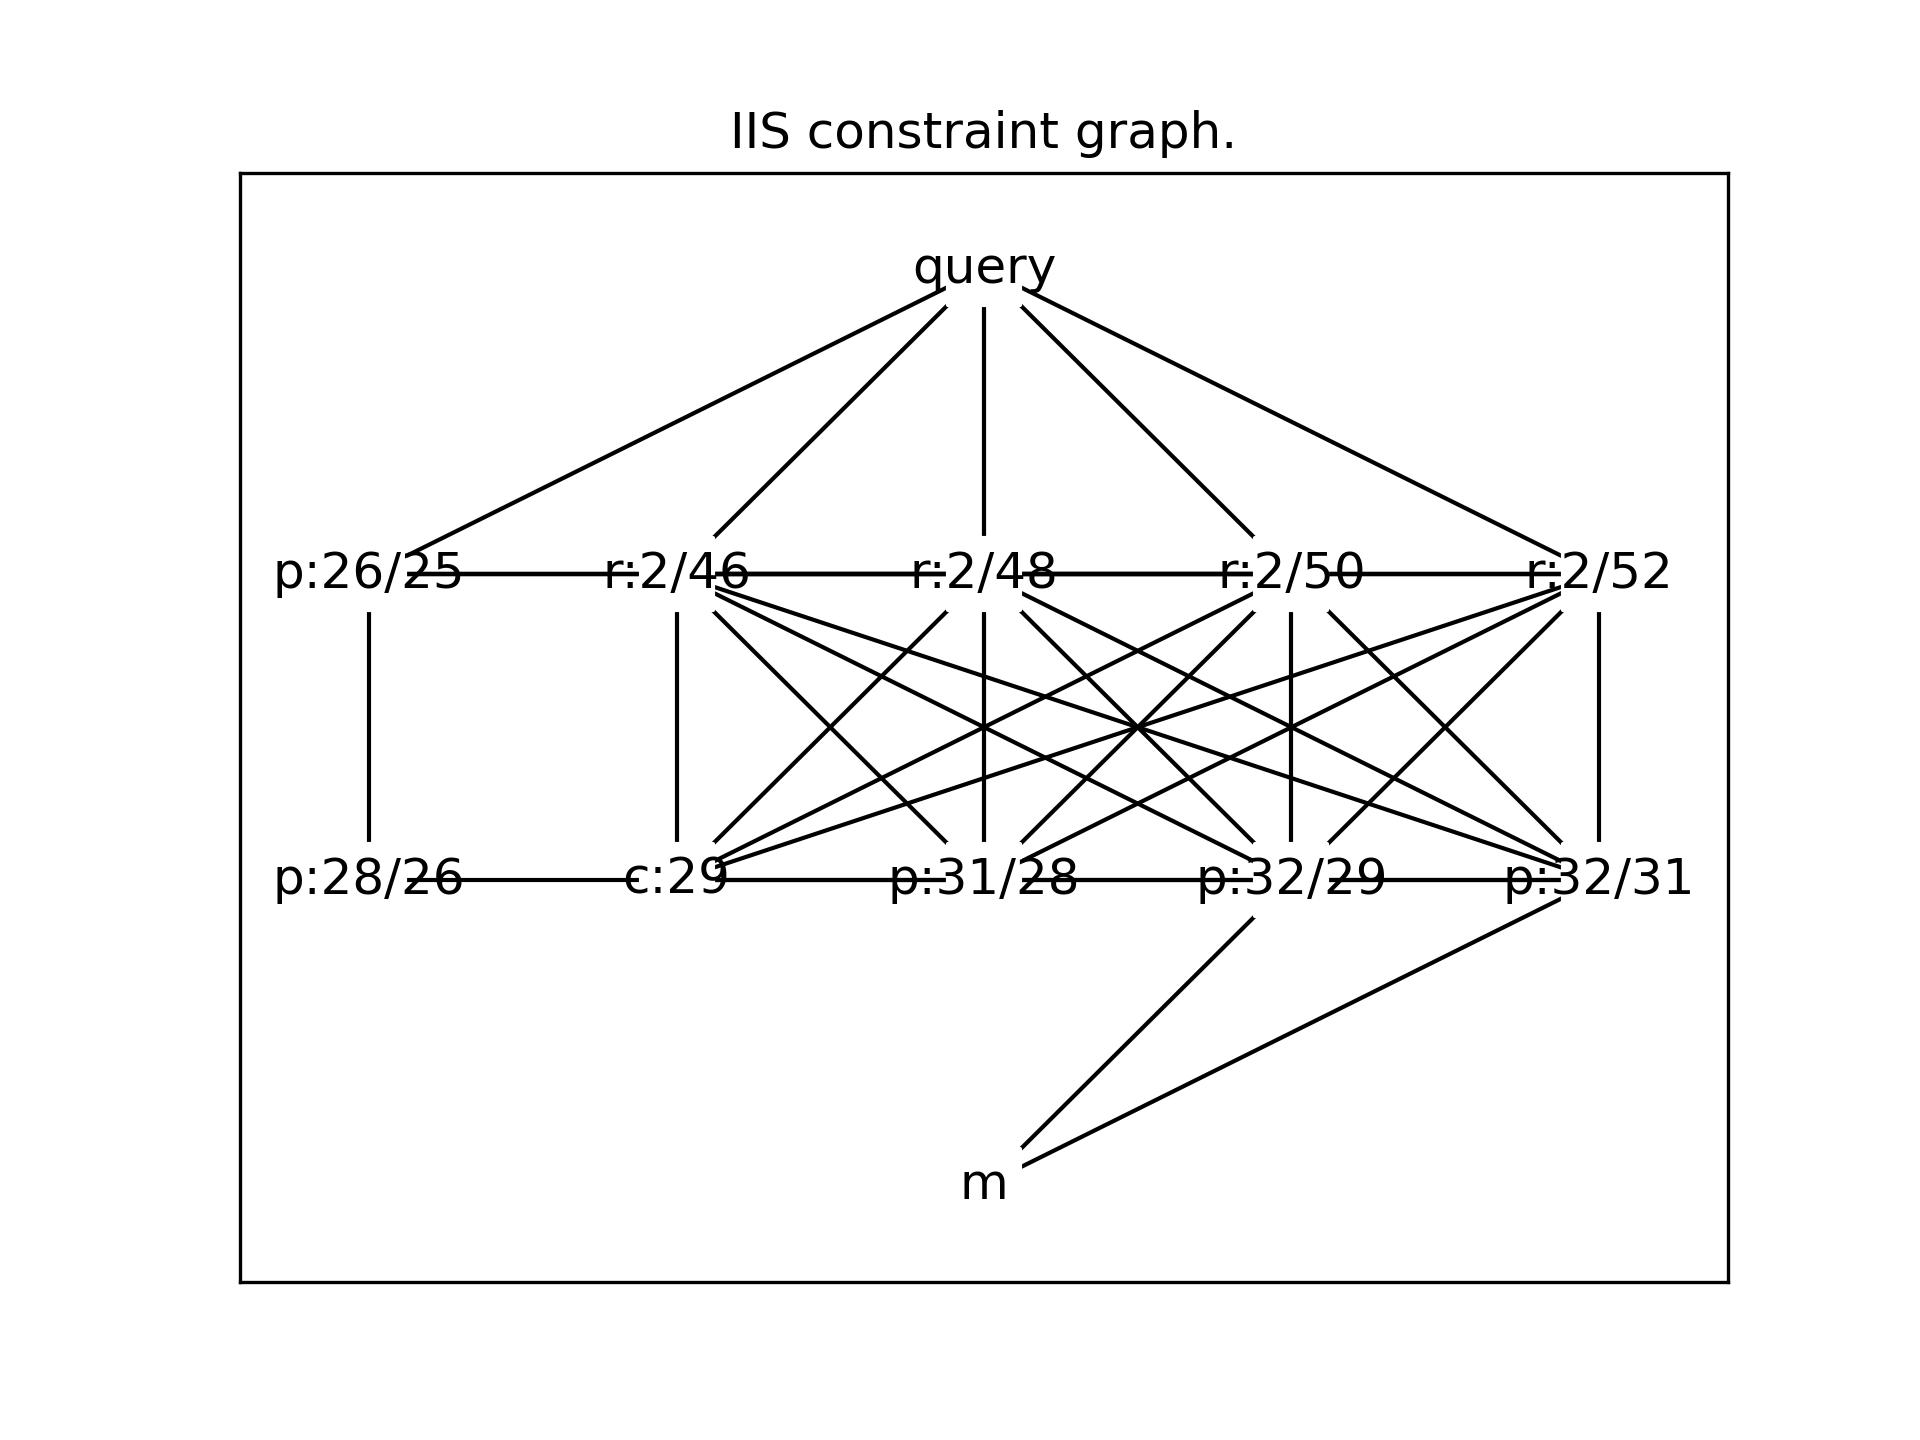 IIS constraint graph.
query
p:26/25 r:2/46 r:2/48 r:2/50 r:2/52
p:28/26 c:29 p:31/28 p:32/29 p:32/31
m